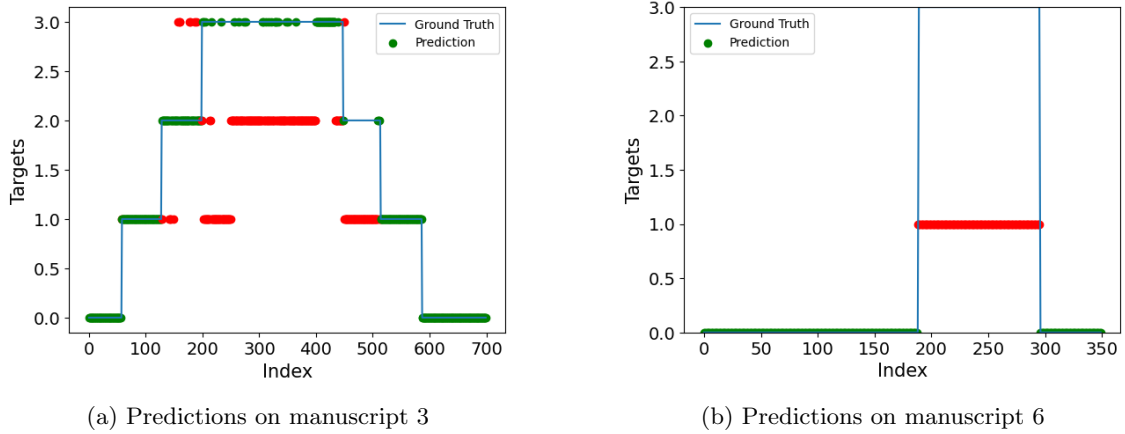 3.0
2.5
2.0
1.5
1.0
0.5
0.0
Targets
0 100 200 300 400 500 600 700
Index
Ground Truth
Prediction
(a) Predictions on manuscript 3
3.0
2.5
2.0
1.5
1.0
0.5
0.0
Targets
0 50 100 150 200 250 300 350
Index
Ground Truth
Prediction
(b) Predictions on manuscript 6